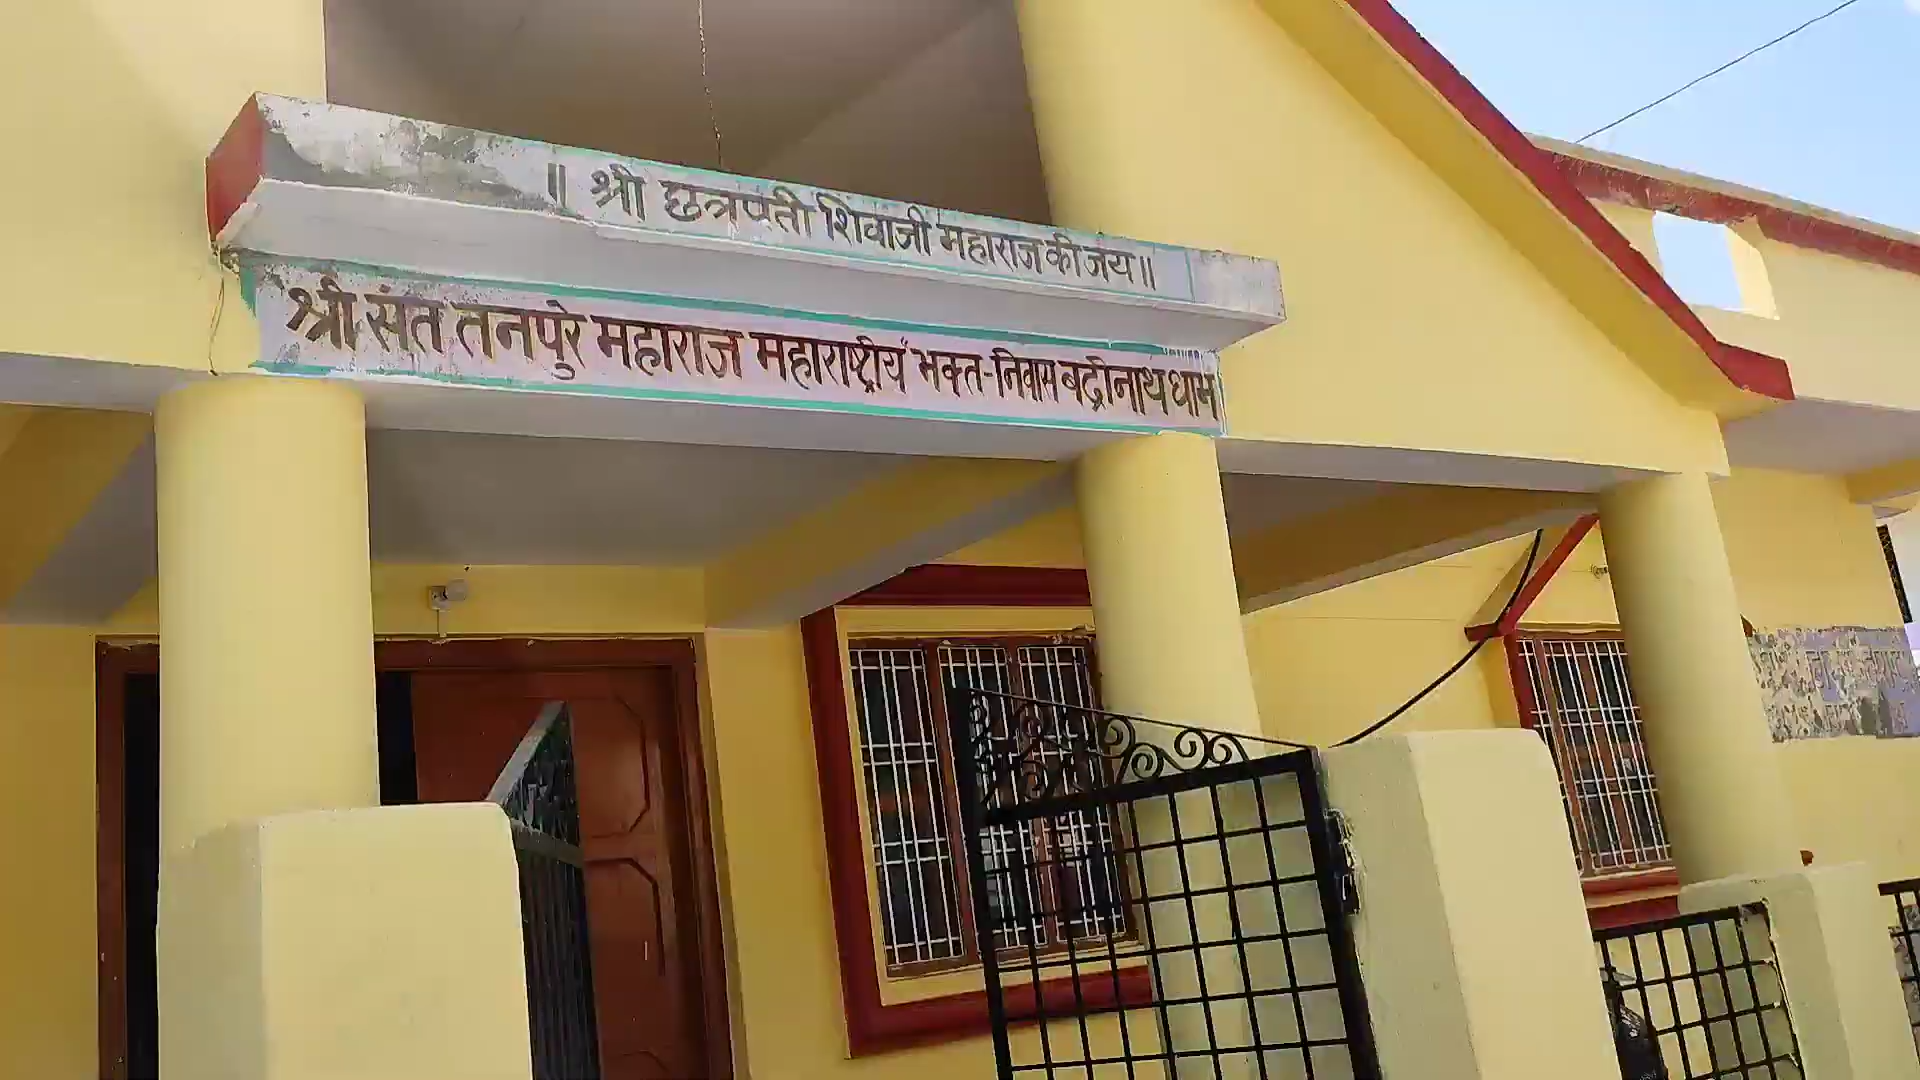 ॥ श्री छत्रपती शिवाजी महाराज की जय ॥
श्री संत तनपुरे महाराज महाराष्ट्रीयँ भक्त-निवास बद्रीनाथ धाम